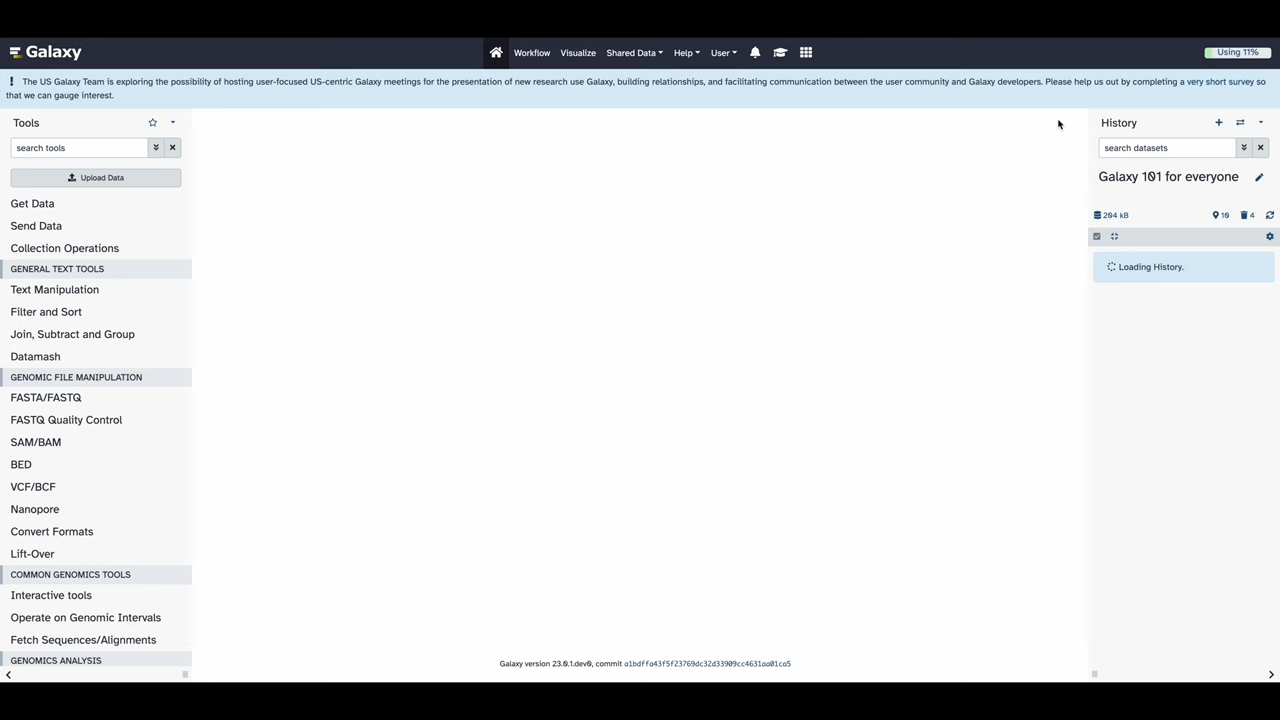 Galaxy
Workflow Visualize Shared Data Help User
Using 11%
The US Galaxy Team is exploring the possibility of hosting user-focused US-centric Galaxy meetings for the presentation of new research use Galaxy, building relationships, and facilitating communication between the user community and Galaxy developers. Please help us out by completing a very short survey so
that we can gauge interest.
Tools
search tools
Upload Data
Get Data
Send Data
Collection Operations
GENERAL TEXT TOOLS
Text Manipulation
Filter and Sort
Join, Subtract and Group
Datamash
GENOMIC FILE MANIPULATION
FASTA/FASTQ
FASTQ Quality Control
SAM/BAM
BED
VCF/BCF
Nanopore
Convert Formats
Lift-Over
COMMON GENOMICS TOOLS
Interactive tools
Operate on Genomic Intervals
Fetch Sequences/Alignments
GENOMICS ANALYSIS
Galaxy version 23.0.1.dev0, commit a1bdffa43f5f23769dc32d33909cc4631aa01ca5
History
search datasets
Galaxy 101 for everyone
204 kB
10
4
Loading History.